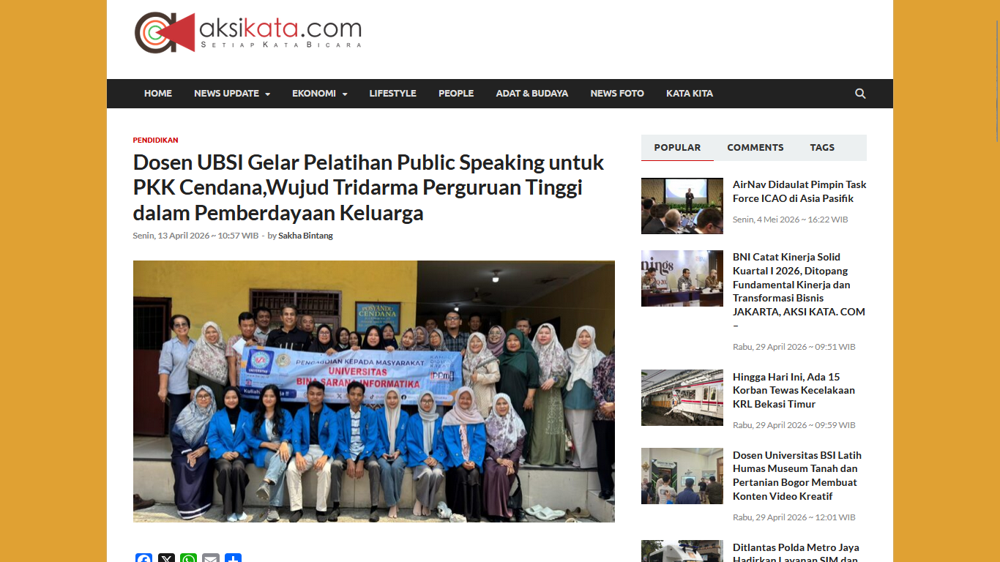 aksikata.com
SETIAP KATA BICARA
HOME
NEWS UPDATE
EKONOMI
LIFESTYLE
PEOPLE
ADAT & BUDAYA
NEWS FOTO
KATA KITA
PENDIDIKAN
Dosen UBSI Gelar Pelatihan Public Speaking untuk
PKK Cendana,Wujud Tridarma Perguruan Tinggi
dalam Pemberdayaan Keluarga
Senin, 13 April 2026 ~ 10:57 WIB - by Sakha Bintang
POSYANDU
CENDANA
PENGABDIAN KEPADA MASYARAKAT
UNIVERSITAS
BINA SARANA INFORMATIKA
POPULAR
COMMENTS
TAGS
AirNav Didaulat Pimpin Task
Force ICAO di Asia Pasifik
Senin, 4 Mei 2026 ~ 16:22 WIB
BNI Catat Kinerja Solid
Kuartal I 2026, Ditopang
Fundamental Kinerja dan
Transformasi Bisnis
JAKARTA, AKSI KATA. COM
–
Rabu, 29 April 2026 ~ 09:51 WIB
Hingga Hari Ini, Ada 15
Korban Tewas Kecelakaan
KRL Bekasi Timur
Rabu, 29 April 2026 ~ 09:59 WIB
Dosen Universitas BSI Latih
Humas Museum Tanah dan
Pertanian Bogor Membuat
Konten Video Kreatif
Rabu, 29 April 2026 ~ 12:01 WIB
Ditlantas Polda Metro Jaya
Hadirkan Layanan SIM dan